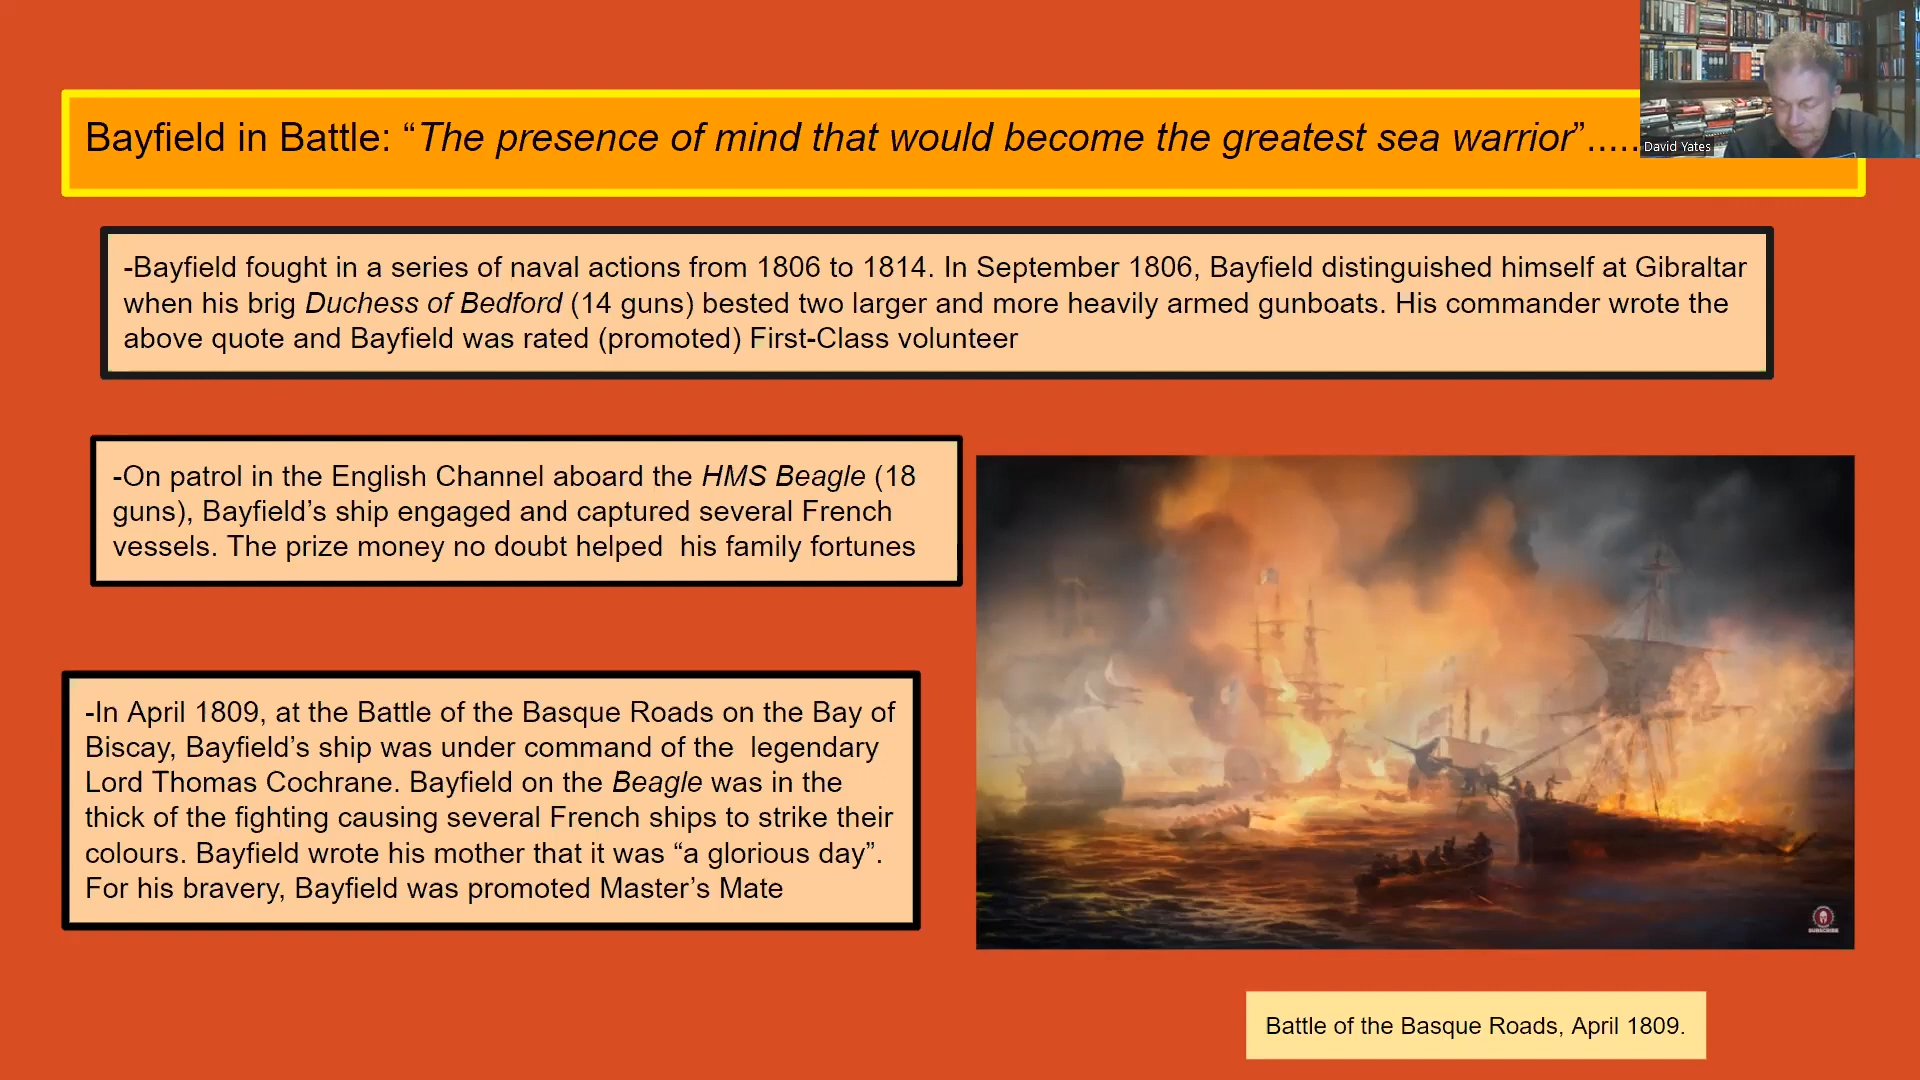 Bayfield in Battle: “The presence of mind that would become the greatest sea warrior”.....
David Yates
-Bayfield fought in a series of naval actions from 1806 to 1814. In September 1806, Bayfield distinguished himself at Gibraltar
when his brig Duchess of Bedford (14 guns) bested two larger and more heavily armed gunboats. His commander wrote the
above quote and Bayfield was rated (promoted) First-Class volunteer
-On patrol in the English Channel aboard the HMS Beagle (18
guns), Bayfield’s ship engaged and captured several French
vessels. The prize money no doubt helped  his family fortunes
-In April 1809, at the Battle of the Basque Roads on the Bay of
Biscay, Bayfield’s ship was under command of the  legendary
Lord Thomas Cochrane. Bayfield on the Beagle was in the
thick of the fighting causing several French ships to strike their
colours. Bayfield wrote his mother that it was “a glorious day”.
For his bravery, Bayfield was promoted Master’s Mate
SUBSCRIBE
Battle of the Basque Roads, April 1809.